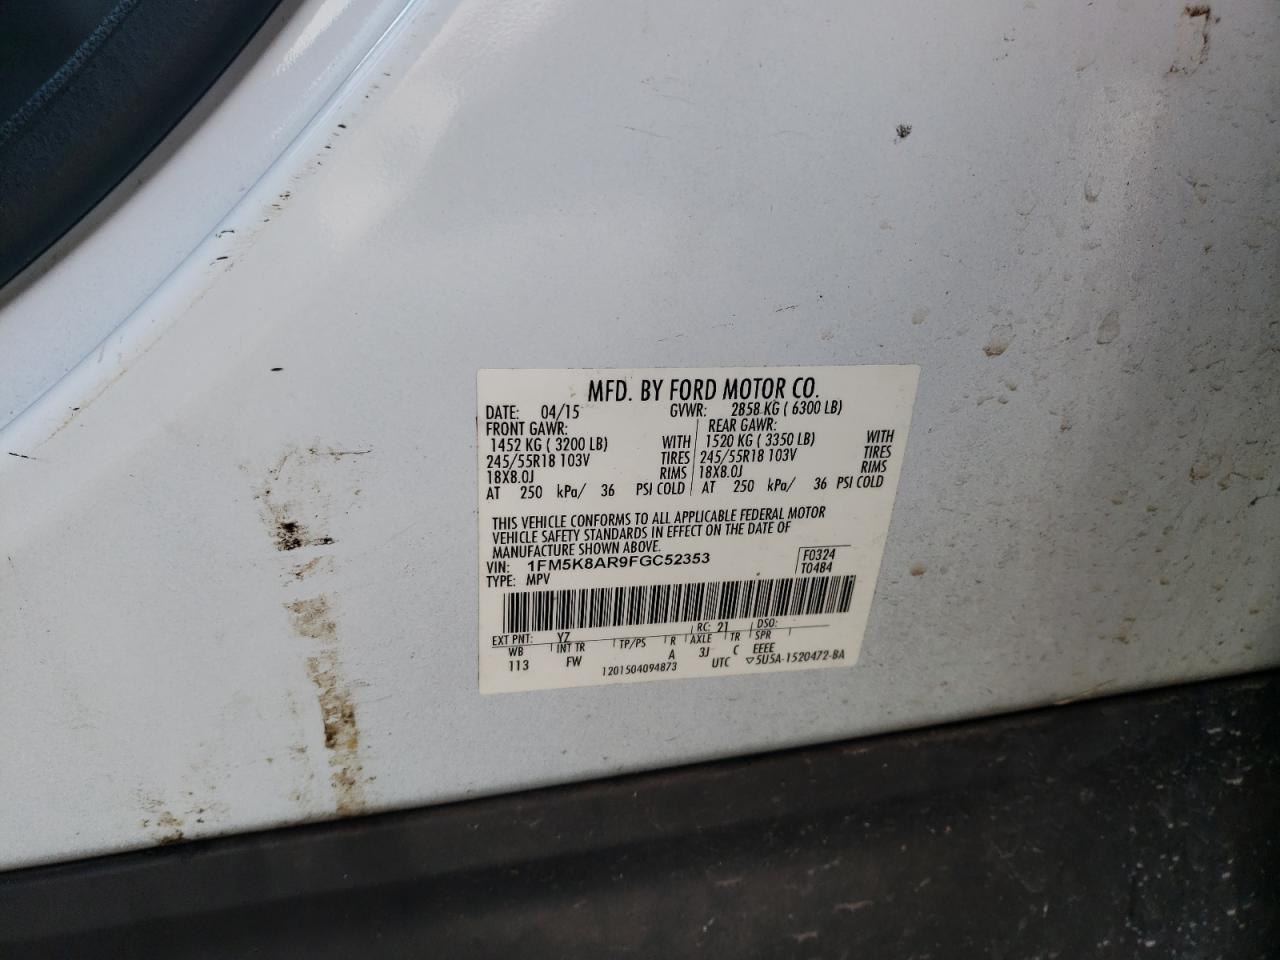 MFD. BY FORD MOTOR CO.
DATE: 04/15 GVWR: 2858 KG ( 6300 LB)
FRONT GAWR: REAR GAWR:
1452 KG ( 3200 LB) WITH 1520 KG ( 3350 LB) WITH
245/55R18 103V TIRES 245/55R18 103V TIRES
18X8.0J RIMS 18X8.0J RIMS
AT 250 kPa/ 36 PSI COLD AT 250 kPa/ 36 PSI COLD
THIS VEHICLE CONFORMS TO ALL APPLICABLE FEDERAL MOTOR
VEHICLE SAFETY STANDARDS IN EFFECT ON THE DATE OF
MANUFACTURE SHOWN ABOVE.
VIN: 1FM5K8AR9FGC52353 F0324
TYPE: MPV T04B4
EXT PNT: YZ RC: 21 DSO:
WB INT TR TP/PS R AXLE TR SPR
113 FW A 3J C EEEE
1201504094873 UTC ▽5U5A-1520472-BA